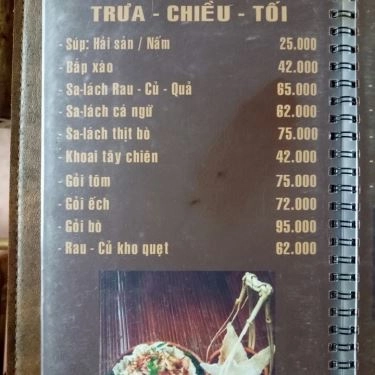 TRƯA - CHIỀU - TỐI
- Súp: Hải sản / Nấm 25.000
- Bắp xào 42.000
- Sa-lách Rau - Củ - Quả 65.000
- Sa-lách cá ngừ 62.000
- Sa-lách thịt bò 75.000
- Khoai tây chiên 42.000
- Gỏi tôm 75.000
- Gỏi ếch 72.000
- Gỏi bò 95.000
- Rau - Củ kho quẹt 62.000